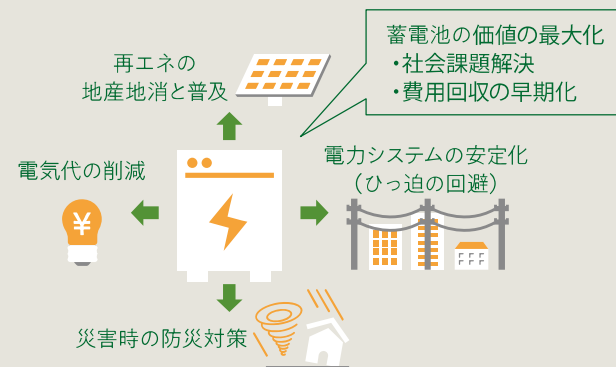 蓄電池の価値の最大化
・社会課題解決
・費用回収の早期化
再エネの
地産地消と普及
電気代の削減
¥
電力システムの安定化
(ひっ迫の回避)
災害時の防災対策